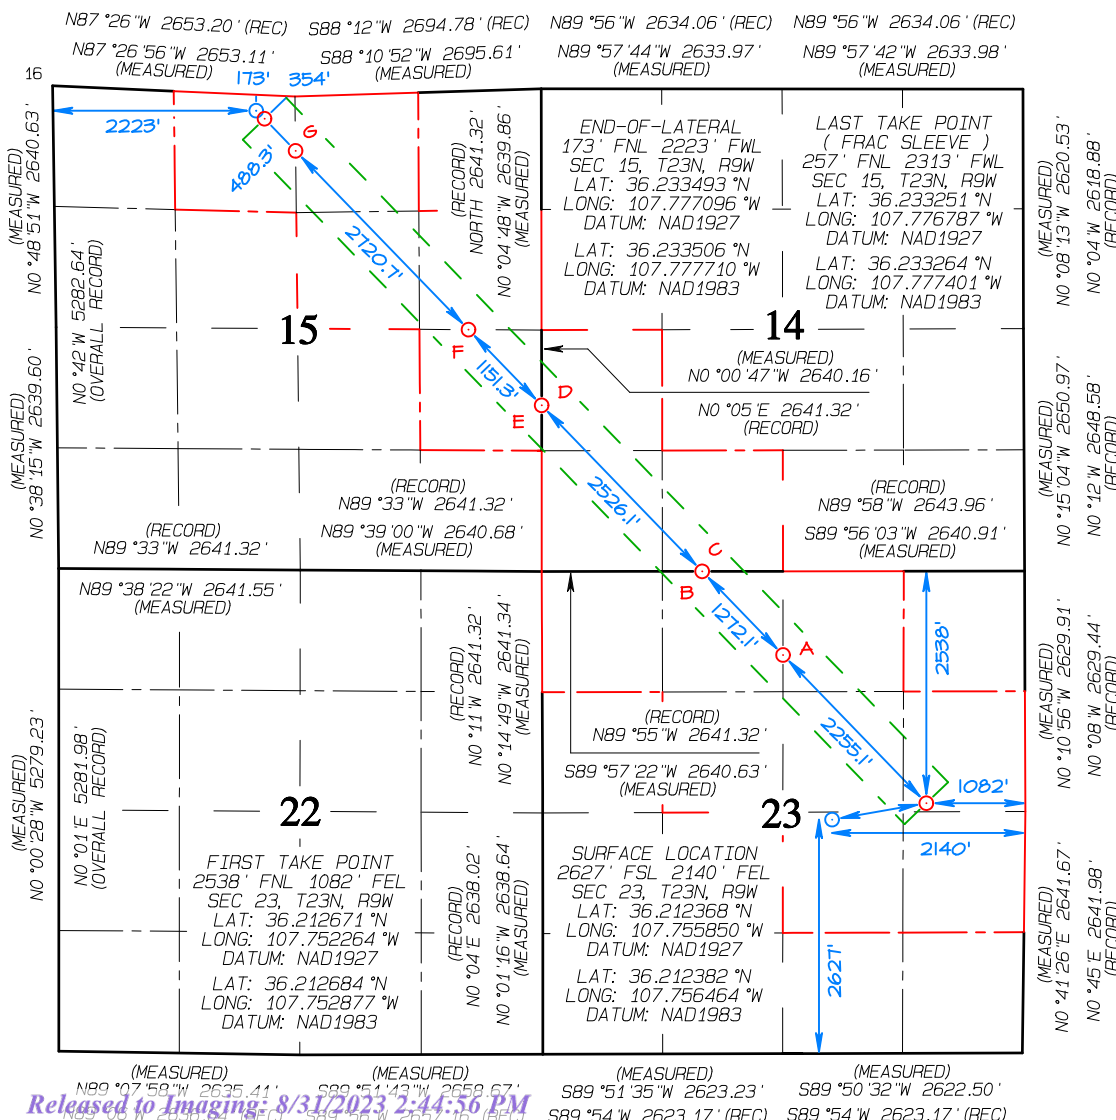 N87°26"W 2653.20'(REC)
S88°12"W 2694.78'(REC)
N89°56"W 2634.06'(REC)
N89°56"W 2634.06'(REC)
N87°26'56"W 2653.11'
(MEASURED)
S88°10'52"W 2695.61'
(MEASURED)
N89°57'44"W 2633.97'
(MEASURED)
N89°57'42"W 2633.98'
(MEASURED)
16
173'
354'
2223'
G
488.3'
2720.7'
(MEASURED)
N0°48'51"W 2640.63'
N0°42"W 5282.64'
(OVERALL RECORD)
(MEASURED)
N0°38'15"W 2639.60'
(RECORD)
NORTH 2641.32'
N0°04'48"W 2639.86'
(MEASURED)
END-OF-LATERAL
173' FNL 2223' FWL
SEC 15, T23N, R9W
LAT: 36.233493°N
LONG: 107.777096°W
DATUM: NAD1927
LAT: 36.233506°N
LONG: 107.777710°W
DATUM: NAD1983
LAST TAKE POINT
( FRAC SLEEVE )
257' FNL 2313' FWL
SEC 15, T23N, R9W
LAT: 36.233251°N
LONG: 107.776787°W
DATUM: NAD1927
LAT: 36.233264°N
LONG: 107.777401°W
DATUM: NAD1983
(MEASURED)
N0°08'13"W 2620.53'
N0°04"W 2618.88'
(RECORD)
15
14
F
1151.3'
E
D
(MEASURED)
N0°00'47"W 2640.16'
N0°05'E 2641.32'
(RECORD)
(MEASURED)
N0°15'04"W 2650.97'
N0°12"W 2648.58'
(RECORD)
2526.1'
(RECORD)
N89°33"W 2641.32'
(RECORD)
N89°33"W 2641.32'
N89°39'00"W 2640.68'
(MEASURED)
(RECORD)
N89°58"W 2643.96'
S89°56'03"W 2640.91'
(MEASURED)
N89°38'22"W 2641.55'
(MEASURED)
C
B
1272.1'
A
2538'
(RECORD)
N0°11'W 2641.32'
N0°14'49"W 2641.34'
(MEASURED)
(RECORD)
N89°55"W 2641.32'
S89°57'22"W 2640.63'
(MEASURED)
2255.1'
1082'
2140'
2627'
(MEASURED)
N0°10'56"W 2629.91'
N0°08"W 2629.44'
(RECORD)
(MEASURED)
N0°00'28"W 5279.23'
N0°01'E 5281.98'
(OVERALL RECORD)
22
23
FIRST TAKE POINT
2538' FNL 1082' FEL
SEC 23, T23N, R9W
LAT: 36.212671°N
LONG: 107.752264°W
DATUM: NAD1927
LAT: 36.212684°N
LONG: 107.752877°W
DATUM: NAD1983
(RECORD)
N0°04'E 2638.02'
N0°01'16"W 2638.64'
(MEASURED)
SURFACE LOCATION
2627' FSL 2140' FEL
SEC 23, T23N, R9W
LAT: 36.212368°N
LONG: 107.755850°W
DATUM: NAD1927
LAT: 36.212382°N
LONG: 107.756464°W
DATUM: NAD1983
(MEASURED)
N0°41'26"E 2641.67'
N0°45'E 2641.98'
(RECORD)
(MEASURED)
N89°07'58"W 2635.41'
(MEASURED)
S89°51'43"W 2658.67'
(MEASURED)
S89°51'35"W 2623.23'
S89°54"W 2623.17'(REC)
(MEASURED)
S89°50'32"W 2622.50'
S89°54"W 2623.17'(REC)
Released to Imaging: 8/31/2023 2:44:56 PM